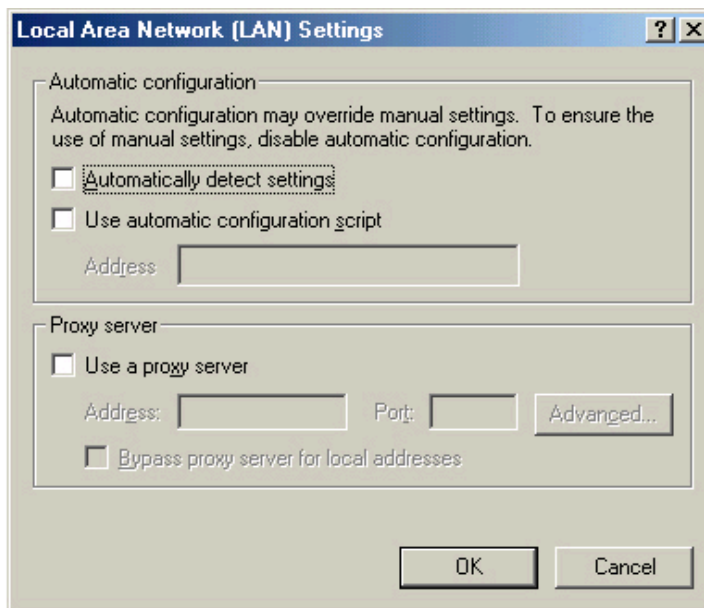 Local Area Network (LAN) Settings
Automatic configuration
Automatic configuration may override manual settings. To ensure the
use of manual settings, disable automatic configuration.
Automatically detect settings
Use automatic configuration script
Address
Proxy server
Use a proxy server
Address: Port: Advanced...
Bypass proxy server for local addresses
OK Cancel